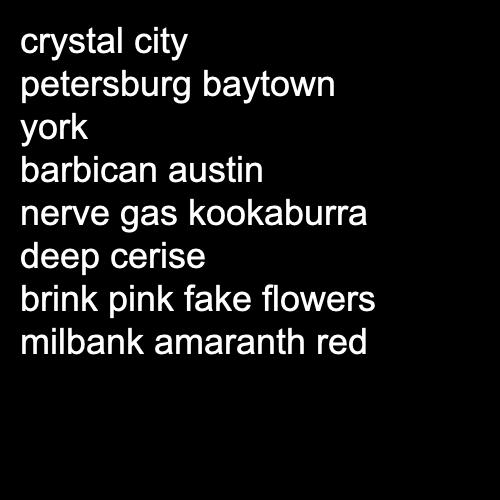 crystal city
petersburg baytown
york
barbican austin
nerve gas kookaburra
deep cerise
brink pink fake flowers
milbank amaranth red